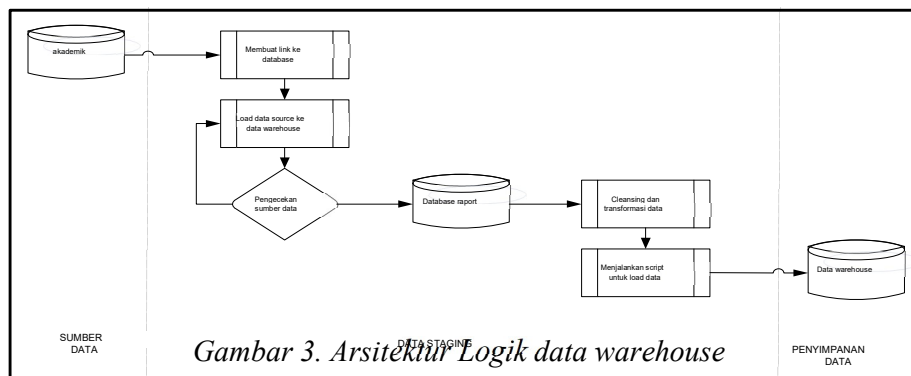 akademik
Membuat link ke
database
Load data source ke
data warehouse
Pengecekan
sumber data
Database raport
Cleansing dan
transformasi data
Menjalankan script
untuk load data
Data warehouse
SUMBER
DATA
DATA STAGING
PENYIMPANAN
DATA
Gambar 3. Arsitektur Logik data warehouse